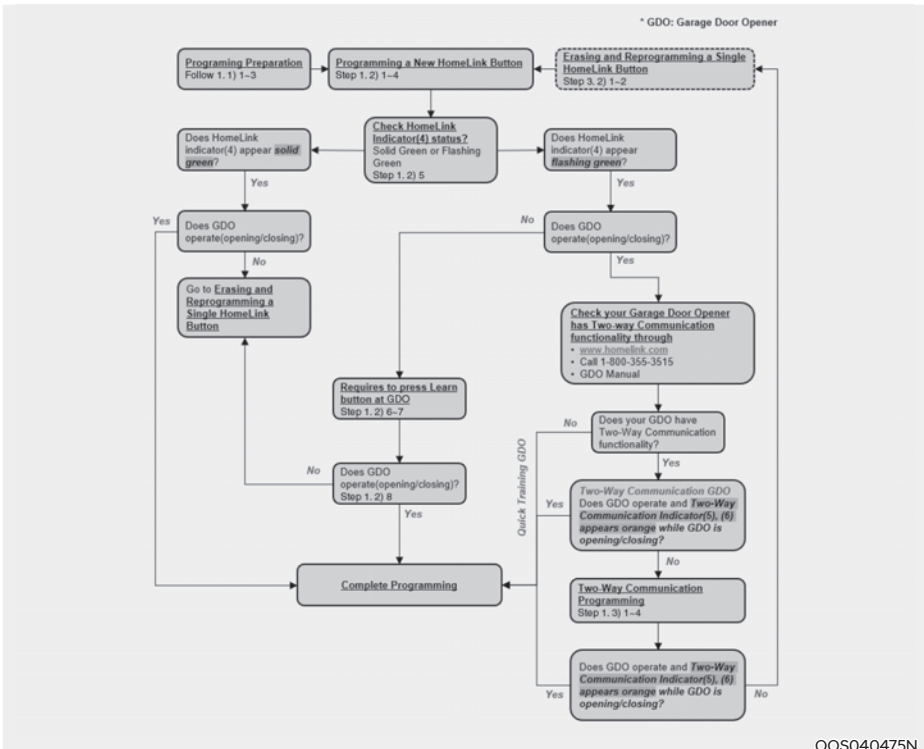 * GDO: Garage Door Opener
Programing Preparation
Follow 1. 1) 1~3
Programming a New HomeLink Button
Step 1. 2) 1~4
Erasing and Reprogramming a Single
HomeLink Button
Step 3. 2) 1~2
Does HomeLink
indicator(4) appear solid
green?
Check HomeLink
Indicator(4) status?
Solid Green or Flashing
Green
Step 1. 2) 5
Does HomeLink
indicator(4) appear
flashing green?
Yes
Yes
Yes
Does GDO
operate(opening/closing)?
No
Does GDO
operate(opening/closing)?
No
Yes
Go to Erasing and
Reprogramming a
Single HomeLink
Button
Check your Garage Door Opener
has Two-way Communication
functionality through
• www.homelink.com
• Call 1-800-355-3515
• GDO Manual
Requires to press Learn
button at GDO
Step 1. 2) 6~7
No
Does your GDO have
Two-Way Communication
functionality?
Yes
Quick Training GDO
No
Does GDO
operate(opening/closing)?
Step 1. 2) 8
Yes
Yes
Two-Way Communication GDO
Does GDO operate and Two-Way
Communication Indicator(5), (6)
appears orange while GDO is
opening/closing?
No
Complete Programming
Two-Way Communication
Programming
Step 1. 3) 1~4
Does GDO operate and Two-Way
Communication Indicator(5), (6)
appears orange while GDO is
opening/closing?
Yes
No
OOS040475N